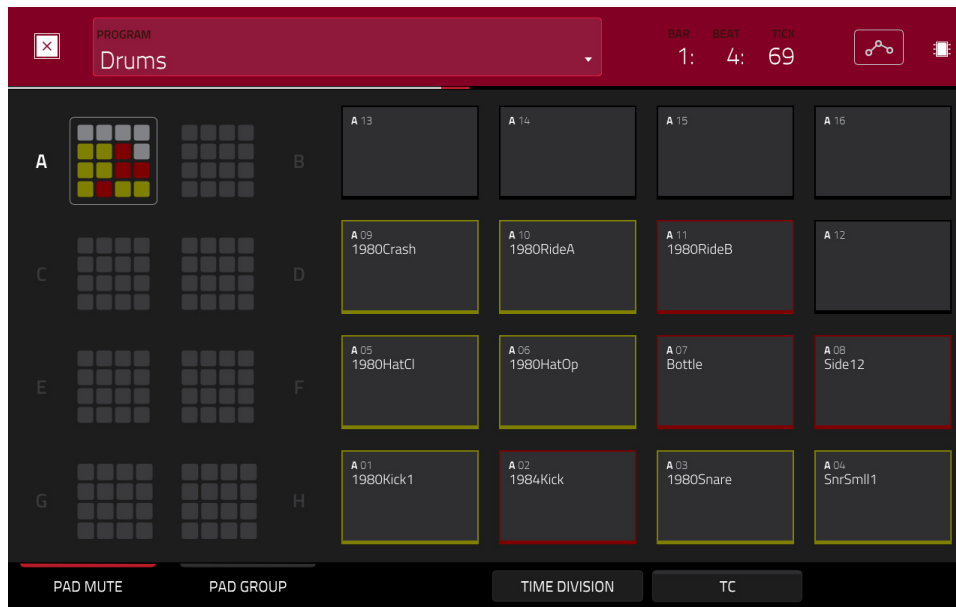 PROGRAM
Drums
BAR BEAT TICK
1: 4: 69
A B
C D
E F
G H
A 13 A 14 A 15 A 16
A 09 A 10 A 11 A 12
1980Crash 1980RideA 1980RideB
A 05 A 06 A 07 A 08
1980HatCl 1980HatOp Bottle Side12
A 01 A 02 A 03 A 04
1980Kick1 1984Kick 1980Snare SnrSmll1
PAD MUTE PAD GROUP TIME DIVISION TC